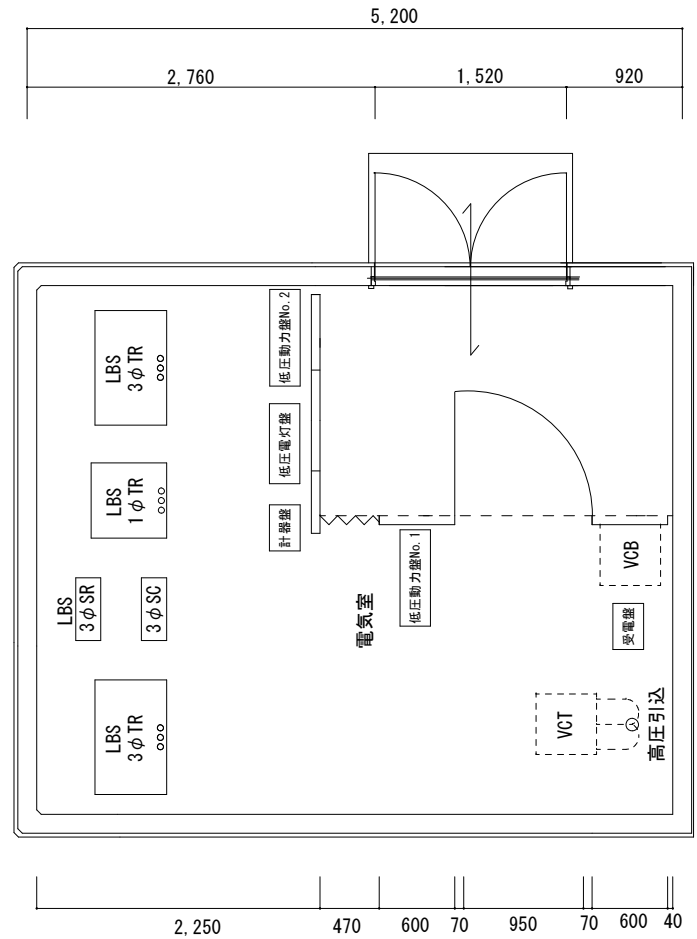 5,200
2,760
1,520
920
LBS
3φTR
低圧動力盤No.2
LBS
1φTR
低圧電灯盤
計器盤
LBS
3φSR
3φSC
電気室
低圧動力盤No.1
VCB
受電盤
LBS
3φTR
VCT
高圧引込
2,250
470
600
70
950
70
600
40